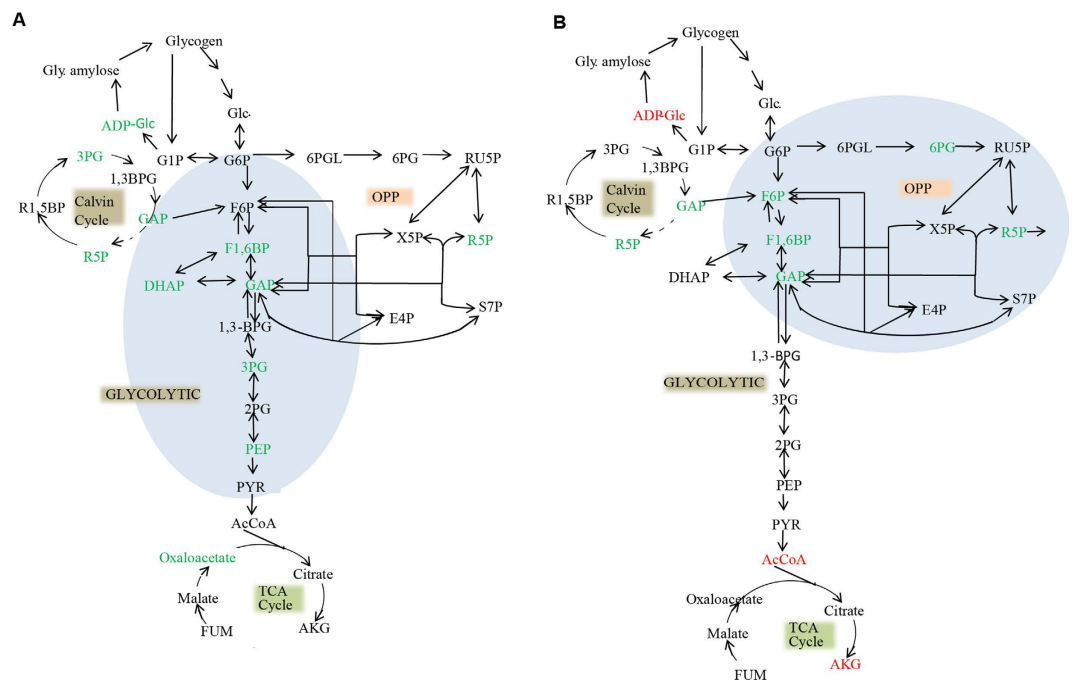 A
Glycogen
Gly. amylose
Glc.
ADP-Glc
3PG
G1P
G6P
6PGL
6PG
RU5P
1,3BPG
Calvin
Cycle
R1,5BP
GAP
F6P
OPP
R5P
F1,6BP
X5P
R5P
DHAP
GAP
S7P
1,3-BPG
E4P
3PG
GLYCOLYTIC
2PG
PEP
PYR
AcCoA
Oxaloacetate
Citrate
TCA
Cycle
Malate
FUM
AKG
B
Glycogen
Gly. amylose
Glc.
ADP-Glc
3PG
G1P
G6P
6PGL
6PG
RU5P
1,3BPG
Calvin
Cycle
R1,5BP
GAP
F6P
OPP
R5P
F1,6BP
X5P
R5P
DHAP
GAP
S7P
E4P
1,3-BPG
GLYCOLYTIC
3PG
2PG
PEP
PYR
AcCoA
Oxaloacetate
Citrate
TCA
Cycle
Malate
FUM
AKG